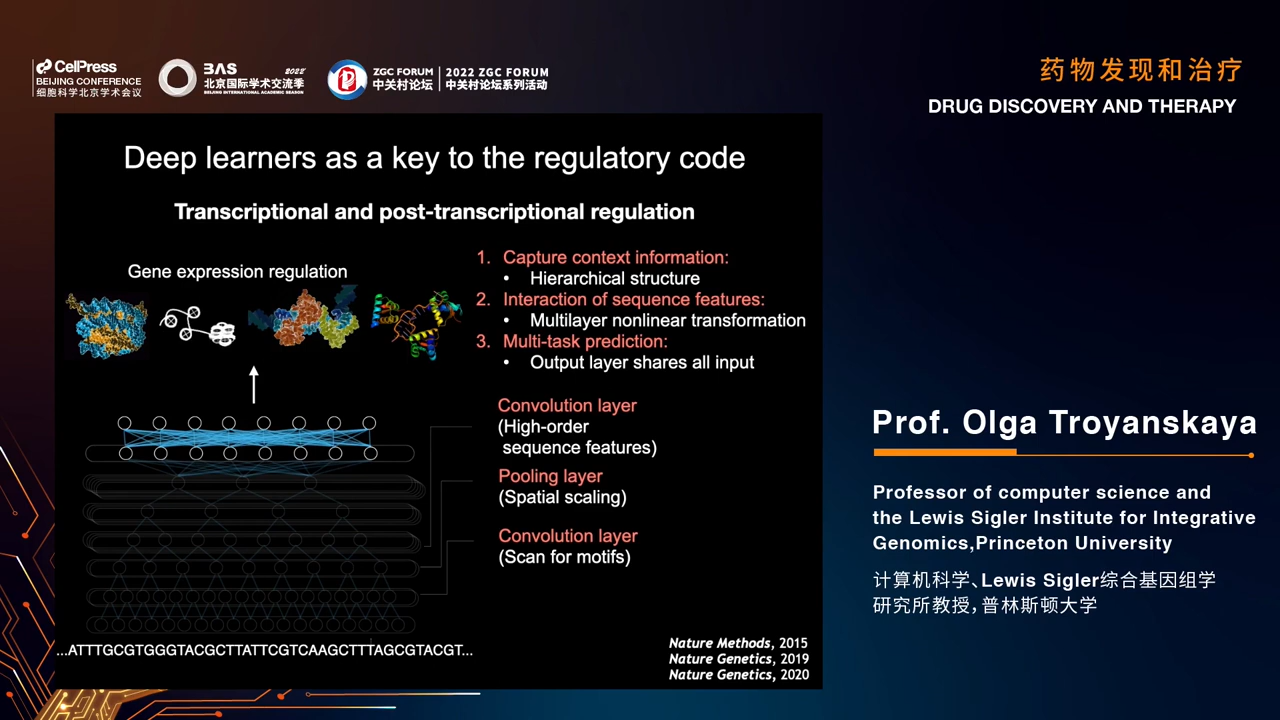 CellPress
BEIJING CONFERENCE
细胞科学北京学术会议
BAS 2022
北京国际学术交流季
BEIJING INTERNATIONAL ACADEMIC SEASON
ZGC FORUM
中关村论坛
2022 ZGC FORUM
中关村论坛系列活动
药物发现和治疗
DRUG DISCOVERY AND THERAPY
Deep learners as a key to the regulatory code
Transcriptional and post-transcriptional regulation
Gene expression regulation
1. Capture context information:
• Hierarchical structure
2. Interaction of sequence features:
• Multilayer nonlinear transformation
3. Multi-task prediction:
• Output layer shares all input
Convolution layer
(High-order
sequence features)
Pooling layer
(Spatial scaling)
Convolution layer
(Scan for motifs)
...ATTTGCGTGGGTACGCTTATTCGTCAAGCTTTAGCGTACGT...
Nature Methods, 2015
Nature Genetics, 2019
Nature Genetics, 2020
Prof. Olga Troyanskaya
Professor of computer science and
the Lewis Sigler Institute for Integrative
Genomics,Princeton University
计算机科学、Lewis Sigler综合基因组学
研究所教授，普林斯顿大学